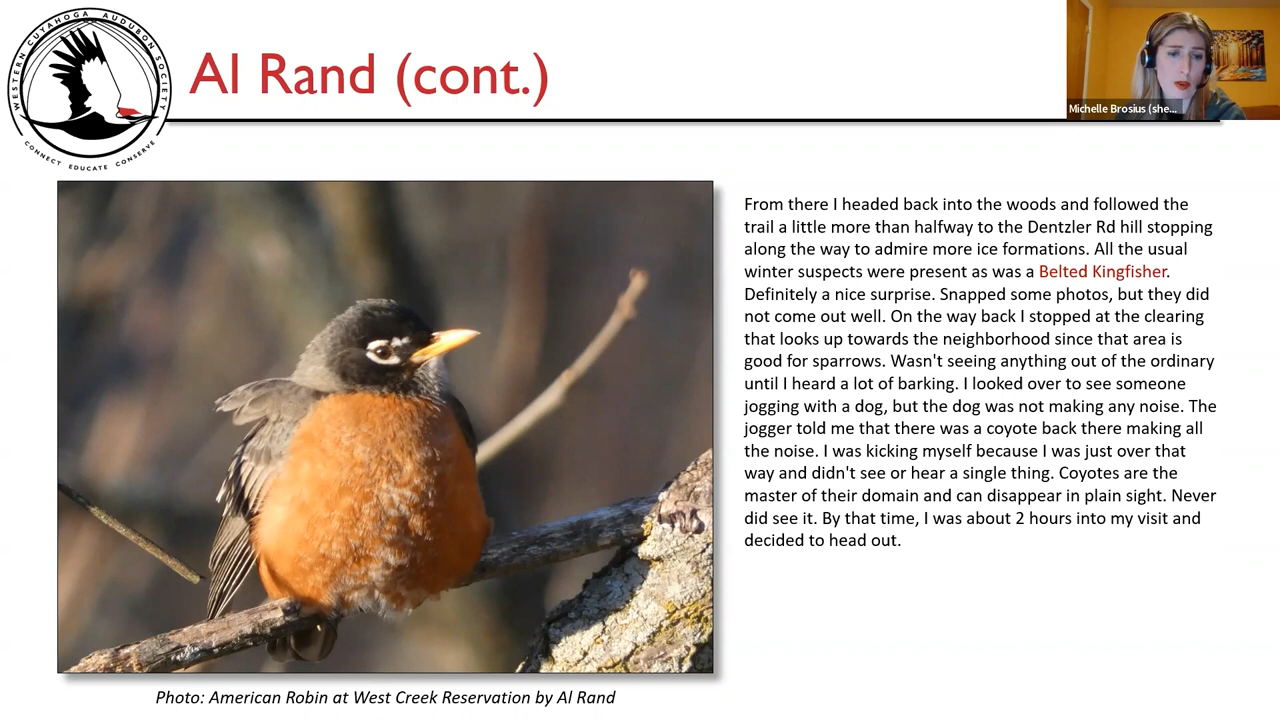 WESTERN CUYAHOGA AUDUBON SOCIETY
CONNECT EDUCATE CONSERVE
Al Rand (cont.)
Michelle Brosius (she...
From there I headed back into the woods and followed the
trail a little more than halfway to the Dentzler Rd hill stopping
along the way to admire more ice formations. All the usual
winter suspects were present as was a Belted Kingfisher.
Definitely a nice surprise. Snapped some photos, but they did
not come out well. On the way back I stopped at the clearing
that looks up towards the neighborhood since that area is
good for sparrows. Wasn't seeing anything out of the ordinary
until I heard a lot of barking. I looked over to see someone
jogging with a dog, but the dog was not making any noise. The
jogger told me that there was a coyote back there making all
the noise. I was kicking myself because I was just over that
way and didn't see or hear a single thing. Coyotes are the
master of their domain and can disappear in plain sight. Never
did see it. By that time, I was about 2 hours into my visit and
decided to head out.
Photo: American Robin at West Creek Reservation by Al Rand